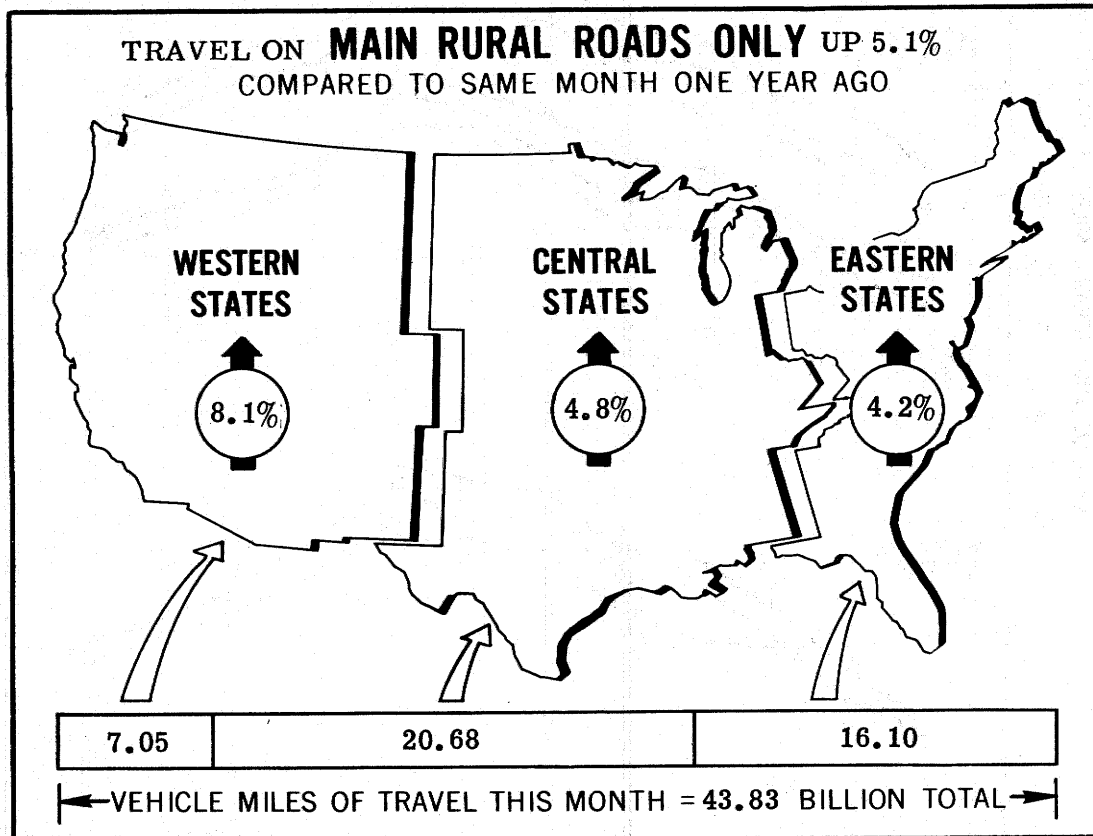 TRAVEL ON MAIN RURAL ROADS ONLY UP 5.1%
COMPARED TO SAME MONTH ONE YEAR AGO
WESTERN
STATES
8.1%
CENTRAL
STATES
4.8%
EASTERN
STATES
4.2%
7.05 20.68 16.10
VEHICLE MILES OF TRAVEL THIS MONTH = 43.83 BILLION TOTAL